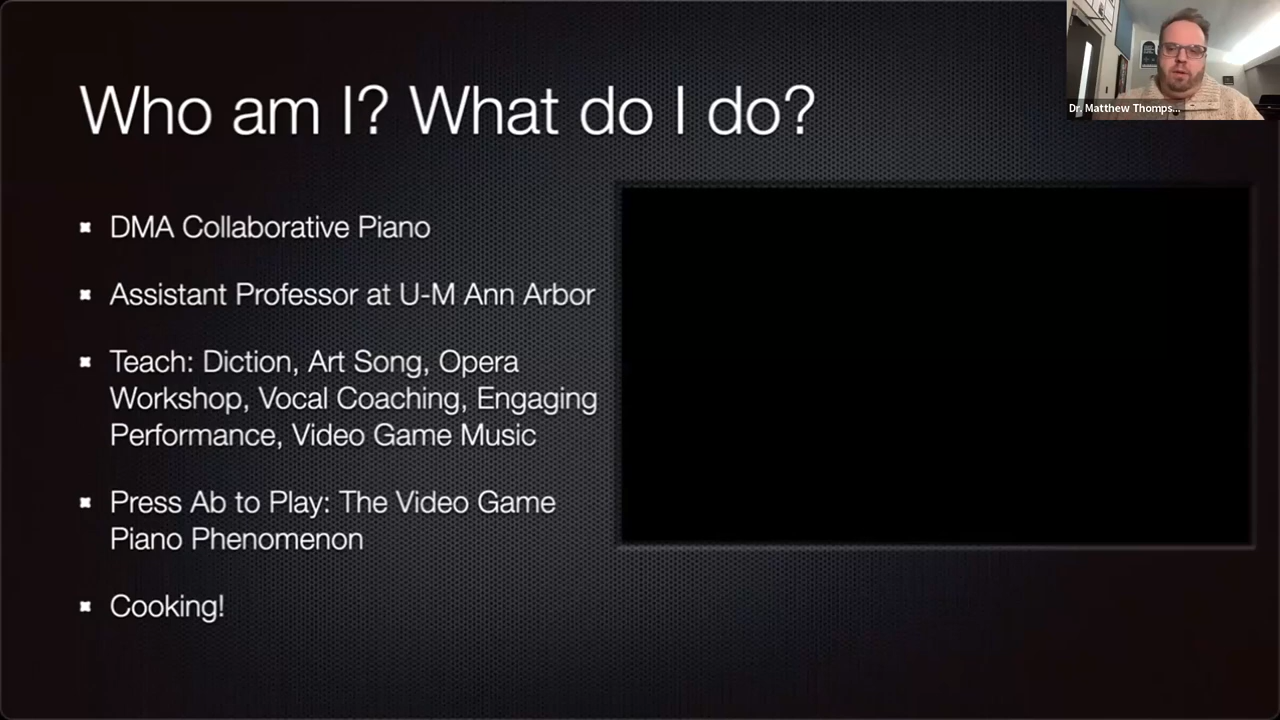 Who am I? What do I do?
Dr. Matthew Thomps...
DMA Collaborative Piano
Assistant Professor at U-M Ann Arbor
Teach: Diction, Art Song, Opera
Workshop, Vocal Coaching, Engaging
Performance, Video Game Music
Press Ab to Play: The Video Game
Piano Phenomenon
Cooking!